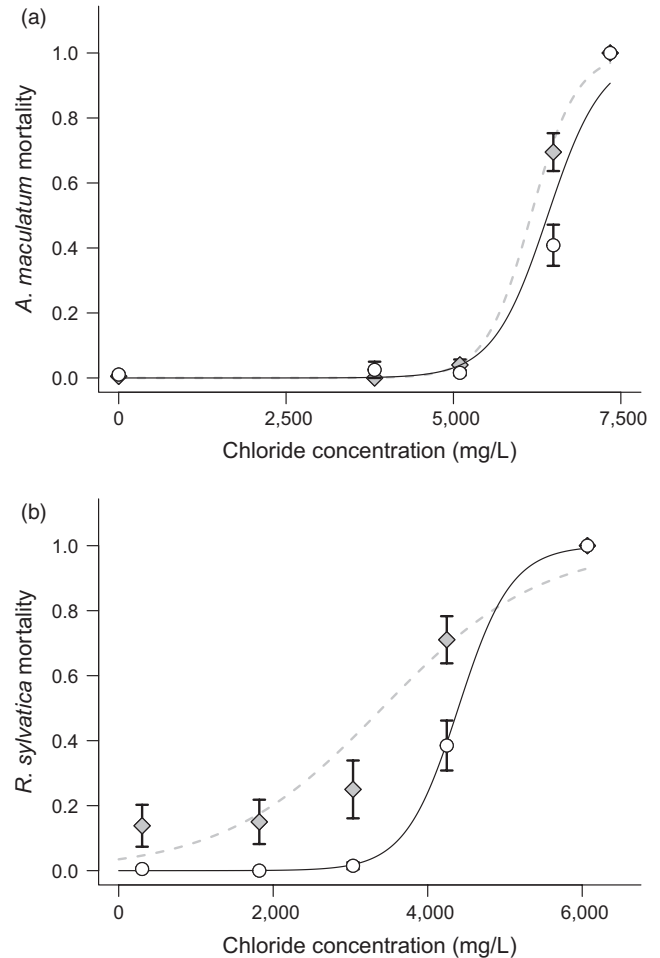 (a)
1.0
0.8
0.6
0.4
0.2
0.0
A. maculatum mortality
0 2,500 5,000 7,500
Chloride concentration (mg/L)
(b)
1.0
0.8
0.6
0.4
0.2
0.0
R. sylvatica mortality
0 2,000 4,000 6,000
Chloride concentration (mg/L)